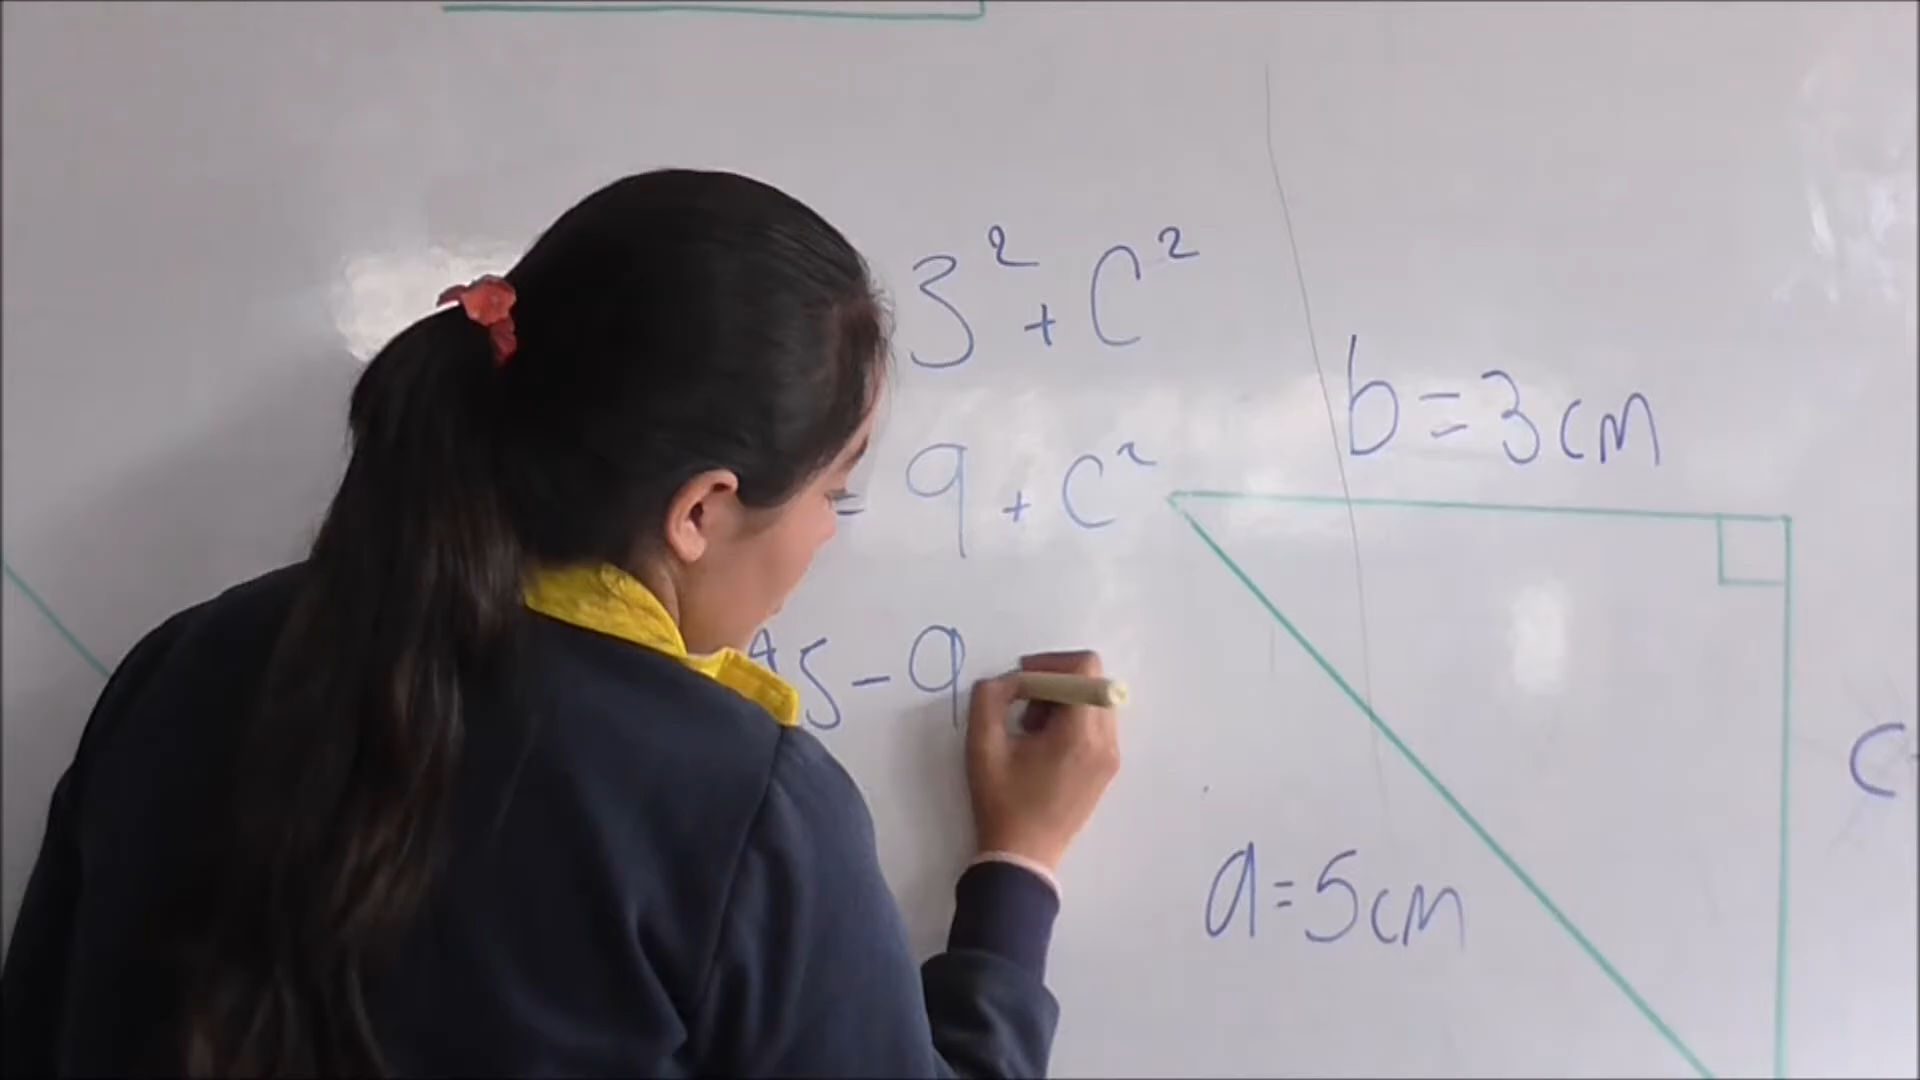 3² + C²
= 9 + C²
5 - 9
b = 3cm
C
a = 5cm